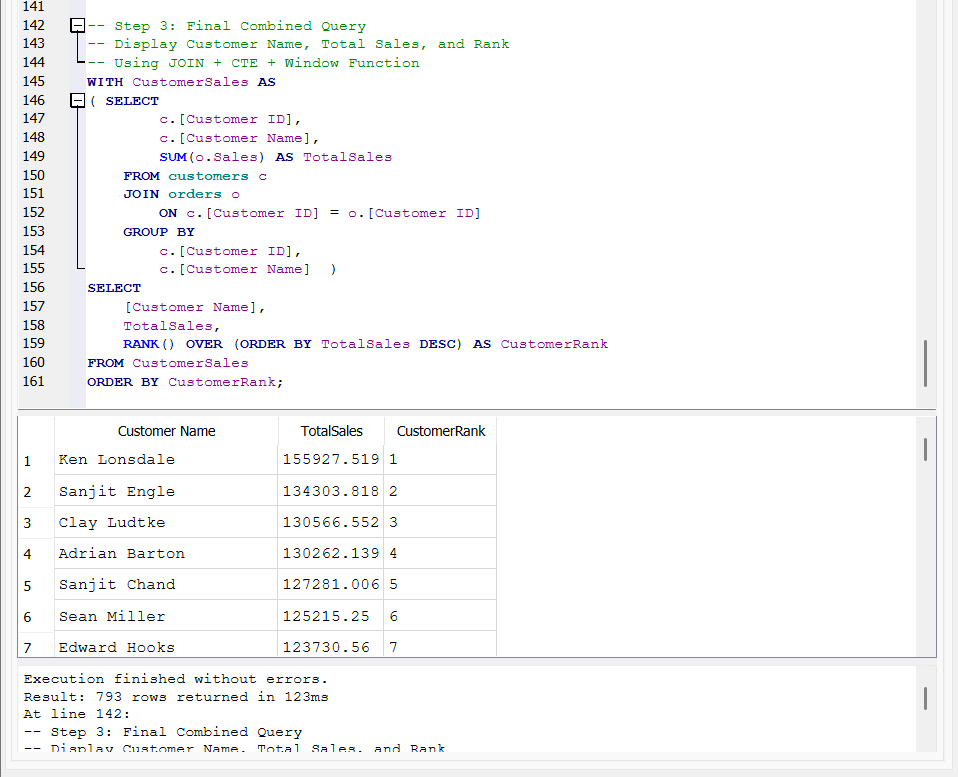 141
142 -- Step 3: Final Combined Query
143 -- Display Customer Name, Total Sales, and Rank
144 -- Using JOIN + CTE + Window Function
145 WITH CustomerSales AS
146 ( SELECT
147 c.[Customer ID],
148 c.[Customer Name],
149 SUM(o.Sales) AS TotalSales
150 FROM customers c
151 JOIN orders o
152 ON c.[Customer ID] = o.[Customer ID]
153 GROUP BY
154 c.[Customer ID],
155 c.[Customer Name] )
156 SELECT
157 [Customer Name],
158 TotalSales,
159 RANK() OVER (ORDER BY TotalSales DESC) AS CustomerRank
160 FROM CustomerSales
161 ORDER BY CustomerRank;
Customer Name TotalSales CustomerRank
1 Ken Lonsdale 155927.519 1
2 Sanjit Engle 134303.818 2
3 Clay Ludtke 130566.552 3
4 Adrian Barton 130262.139 4
5 Sanjit Chand 127281.006 5
6 Sean Miller 125215.25 6
7 Edward Hooks 123730.56 7
Execution finished without errors.
Result: 793 rows returned in 123ms
At line 142:
-- Step 3: Final Combined Query
-- Display Customer Name, Total Sales, and Rank